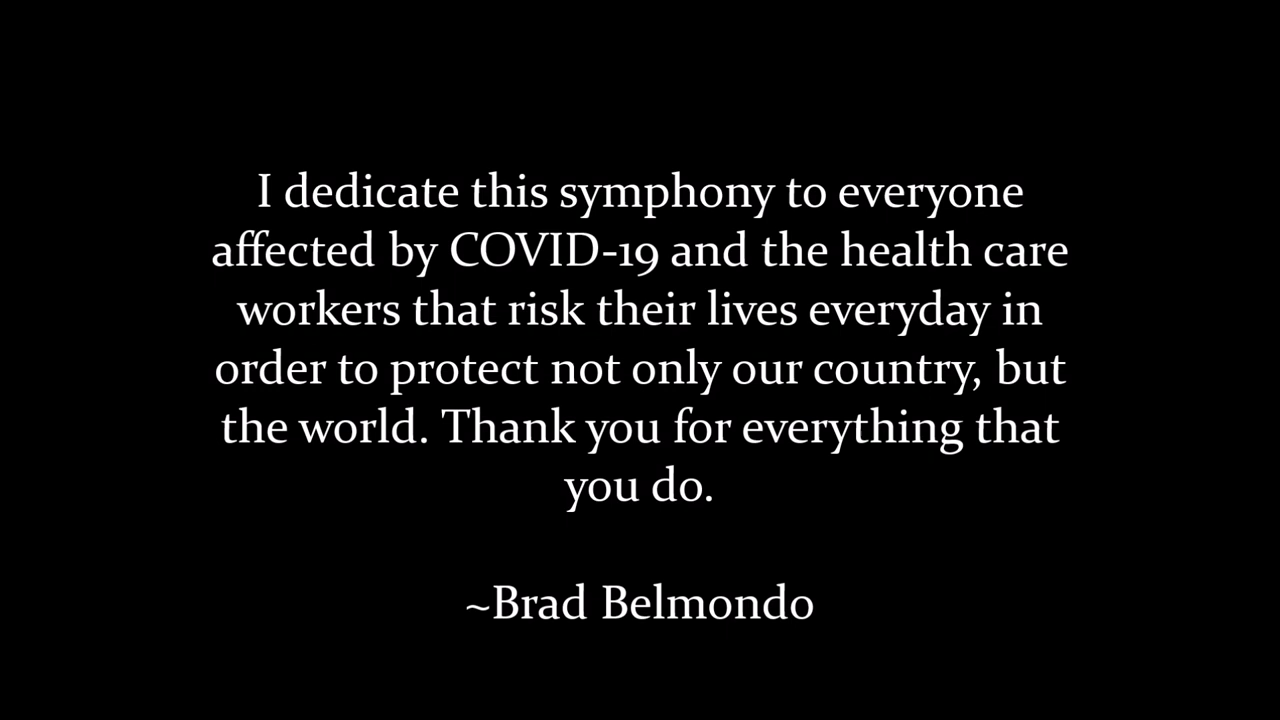 I dedicate this symphony to everyone
affected by COVID-19 and the health care
workers that risk their lives everyday in
order to protect not only our country, but
the world. Thank you for everything that
you do.
~Brad Belmondo